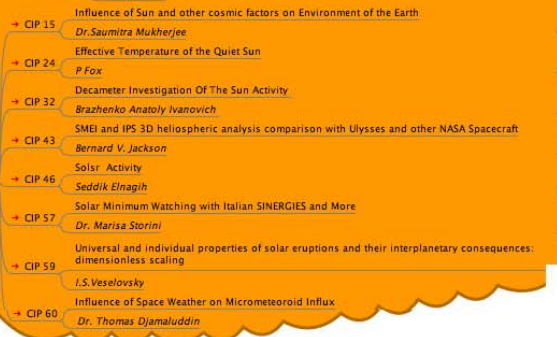 CIP 15
Influence of Sun and other cosmic factors on Environment of the Earth
Dr.Saumitra Mukherjee
CIP 24
Effective Temperature of the Quiet Sun
P Fox
CIP 32
Decameter Investigation Of The Sun Activity
Brazhenko Anatoly Ivanovich
CIP 43
SMEI and IPS 3D heliospheric analysis comparison with Ulysses and other NASA Spacecraft
Bernard V. Jackson
CIP 46
Solsr Activity
Seddik Elnagih
CIP 57
Solar Minimum Watching with Italian SINERGIES and More
Dr. Marisa Storini
CIP 59
Universal and individual properties of solar eruptions and their interplanetary consequences:
dimensionless scaling
I.S.Veselovsky
CIP 60
Influence of Space Weather on Micrometeoroid Influx
Dr. Thomas Djamaluddin